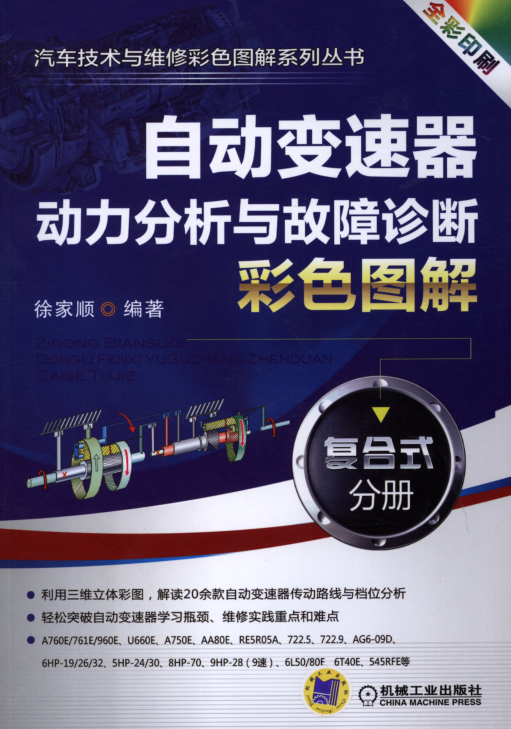 汽车技术与维修彩色图解系列丛书
全彩印刷
自动变速器
动力分析与故障诊断
彩色图解
徐家顺◎编著
ZIDONG BIANSUQI
DONGLI FENXI YUGUZHANG ZHENDUAN
CAISE TUJIE
复合式
分册
●利用三维立体彩图，解读20余款自动变速器传动路线与档位分析
●轻松突破自动变速器学习瓶颈、维修实践重点和难点
●A760E/761E/960E、U660E、A750E、AA80E、RE5R05A、722.5、722.9、AG6-09D、
6HP-19/26/32、5HP-24/30、8HP-70、9HP-28（9速）、6L50/80F 6T40E、545RFE等
机械工业出版社
CHINA MACHINE PRESS